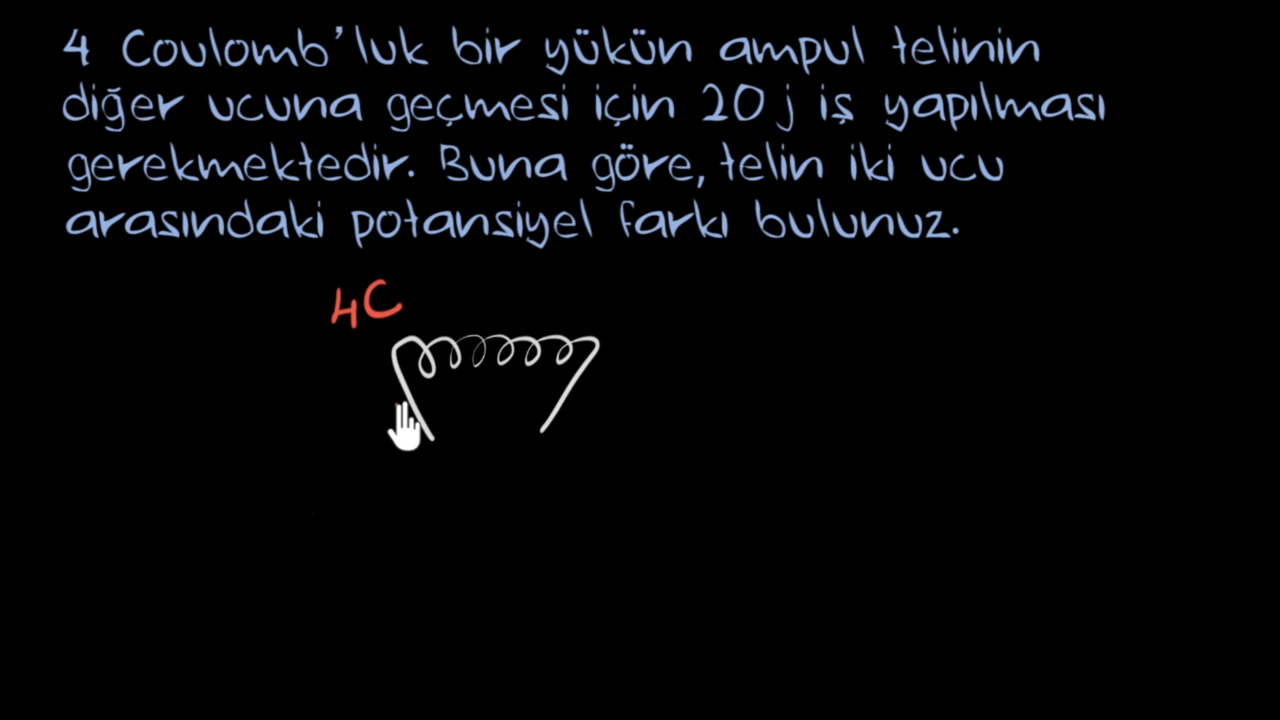 4 Coulomb'luk bir yükün ampul telinin
diğer ucuna geçmesi için 20 j iş yapılması
gerekmektedir. Buna göre, telin iki ucu
arasındaki potansiyel farkı bulunuz.
4C